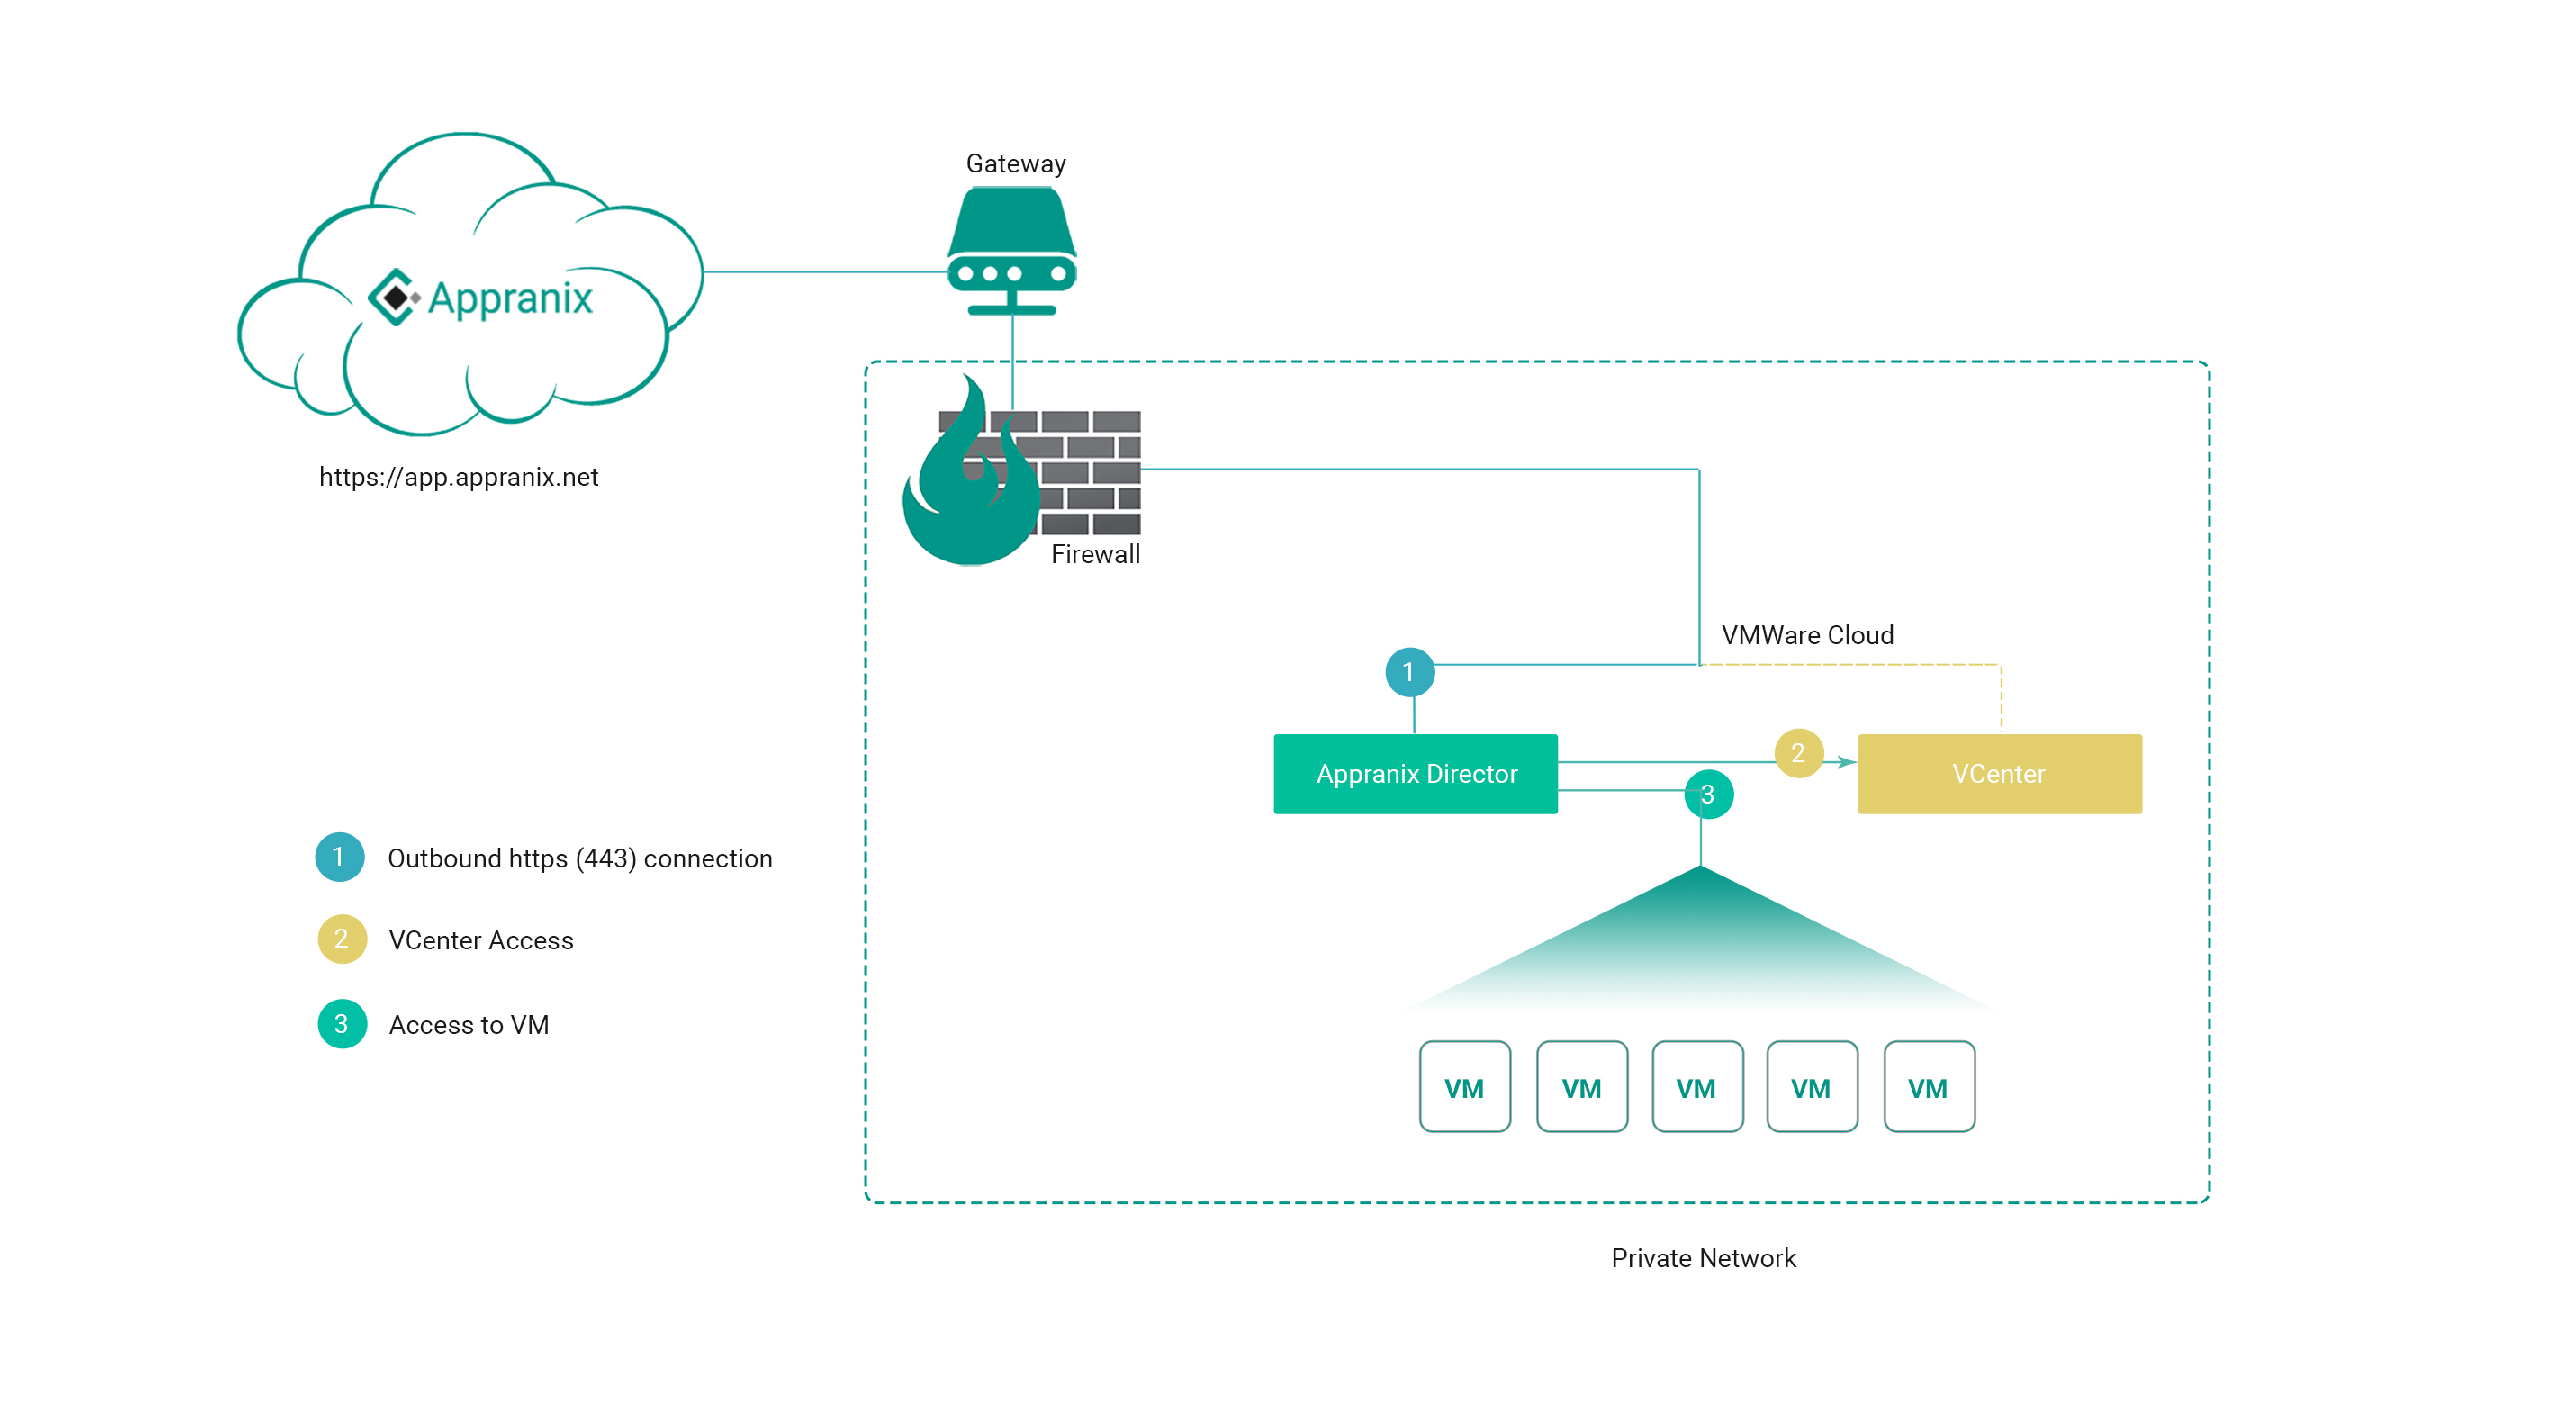 Gateway
Appranix
https://app.appranix.net
Firewall
VMWare Cloud
1
2
Appranix Director
VCenter
3
1 Outbound https (443) connection
2 VCenter Access
3 Access to VM
VM VM VM VM VM
Private Network